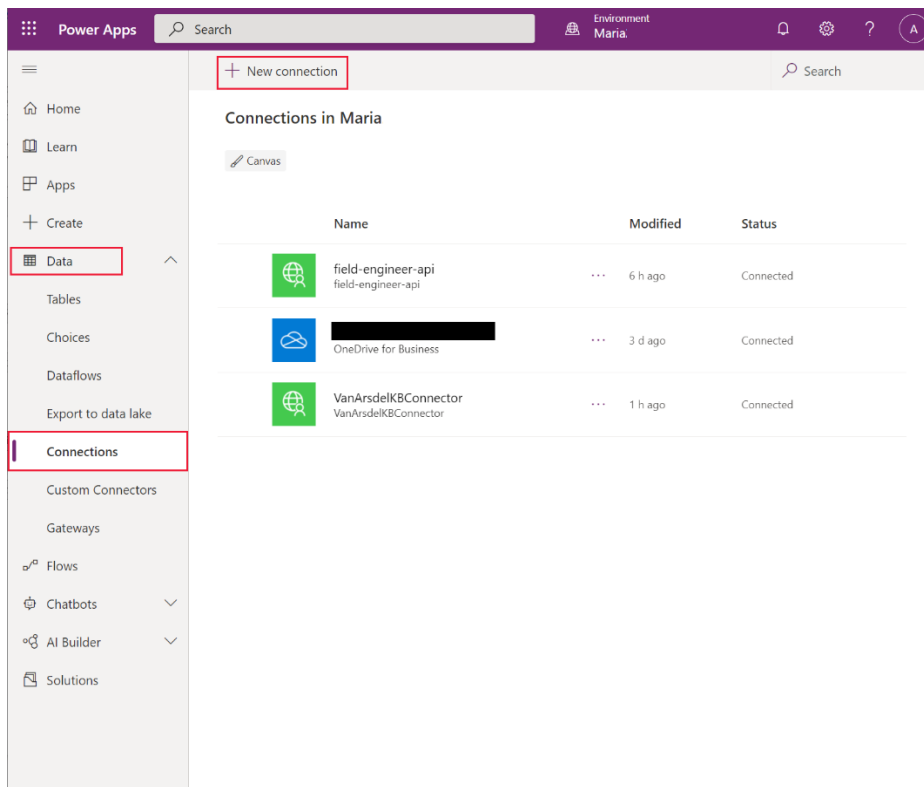 Power Apps
Search
Environment
Maria.
?
A
New connection
Search
Home
Learn
Apps
Create
Data
Tables
Choices
Dataflows
Export to data lake
Connections
Custom Connectors
Gateways
Flows
Chatbots
AI Builder
Solutions
Connections in Maria
Canvas
Name Modified Status
field-engineer-api
field-engineer-api
... 6 h ago Connected
OneDrive for Business
... 3 d ago Connected
VanArsdelKBConnector
VanArsdelKBConnector
... 1 h ago Connected